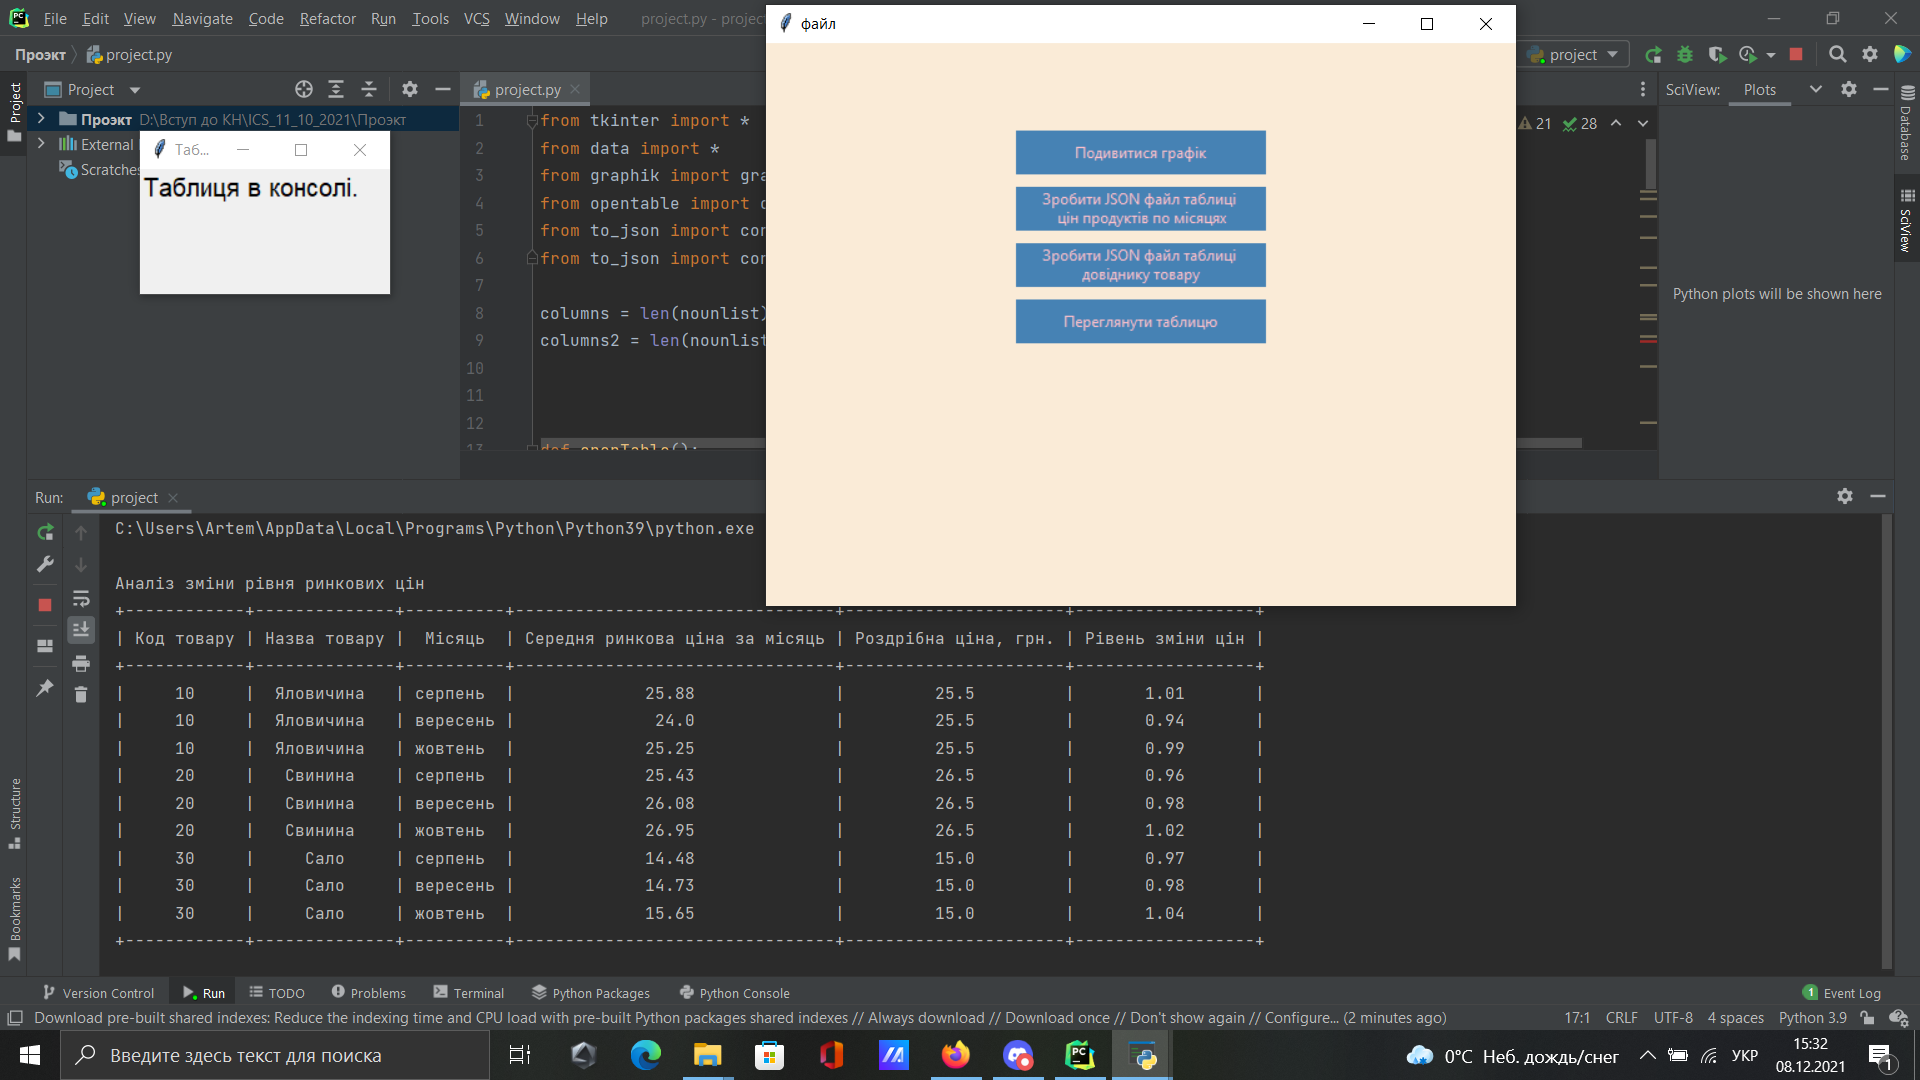 File Edit View Navigate Code Refactor Run Tools VCS Window Help project.py - project
Проэкт project.py
project
Project
project.py
SciView: Plots
Проэкт D:\Вступ до КН\ICS_11_10_2021\Проэкт
External
Scratches
Таб...
Таблиця в консолі.
1 from tkinter import *
2 from data import *
3 from graphik import gra
4 from opentable import
5 from to_json import cor
6 from to_json import cor
7
8 columns = len(nounlist)
9 columns2 = len(nounlist
10
11
12
13 def openTable():
21 28
файл
Подивитися графік
Зробити JSON файл таблиці
цін продуктів по місяцях
Зробити JSON файл таблиці
довіднику товару
Переглянути таблицю
Python plots will be shown here
Project
Structure
Bookmarks
Database
SciView
Run: project
C:\Users\Artem\AppData\Local\Programs\Python\Python39\python.exe
Аналіз зміни рівня ринкових цін
+------------+--------------+----------+--------------------------------+----------------------+------------------+
| Код товару | Назва товару | Місяць | Середня ринкова ціна за місяць | Роздрібна ціна, грн. | Рівень зміни цін |
+------------+--------------+----------+--------------------------------+----------------------+------------------+
| 10 | Яловичина | серпень | 25.88 | 25.5 | 1.01 |
| 10 | Яловичина | вересень | 24.0 | 25.5 | 0.94 |
| 10 | Яловичина | жовтень | 25.25 | 25.5 | 0.99 |
| 20 | Свинина | серпень | 25.43 | 26.5 | 0.96 |
| 20 | Свинина | вересень | 26.08 | 26.5 | 0.98 |
| 20 | Свинина | жовтень | 26.95 | 26.5 | 1.02 |
| 30 | Сало | серпень | 14.48 | 15.0 | 0.97 |
| 30 | Сало | вересень | 14.73 | 15.0 | 0.98 |
| 30 | Сало | жовтень | 15.65 | 15.0 | 1.04 |
+------------+--------------+----------+--------------------------------+----------------------+------------------+
Version Control Run TODO Problems Terminal Python Packages Python Console 1 Event Log
Download pre-built shared indexes: Reduce the indexing time and CPU load with pre-built Python packages shared indexes // Always download // Download once // Don't show again // Configure... (2 minutes ago) 17:1 CRLF UTF-8 4 spaces Python 3.9
Введите здесь текст для поиска
0°C Неб. дождь/снег
УКР
15:32
08.12.2021
1